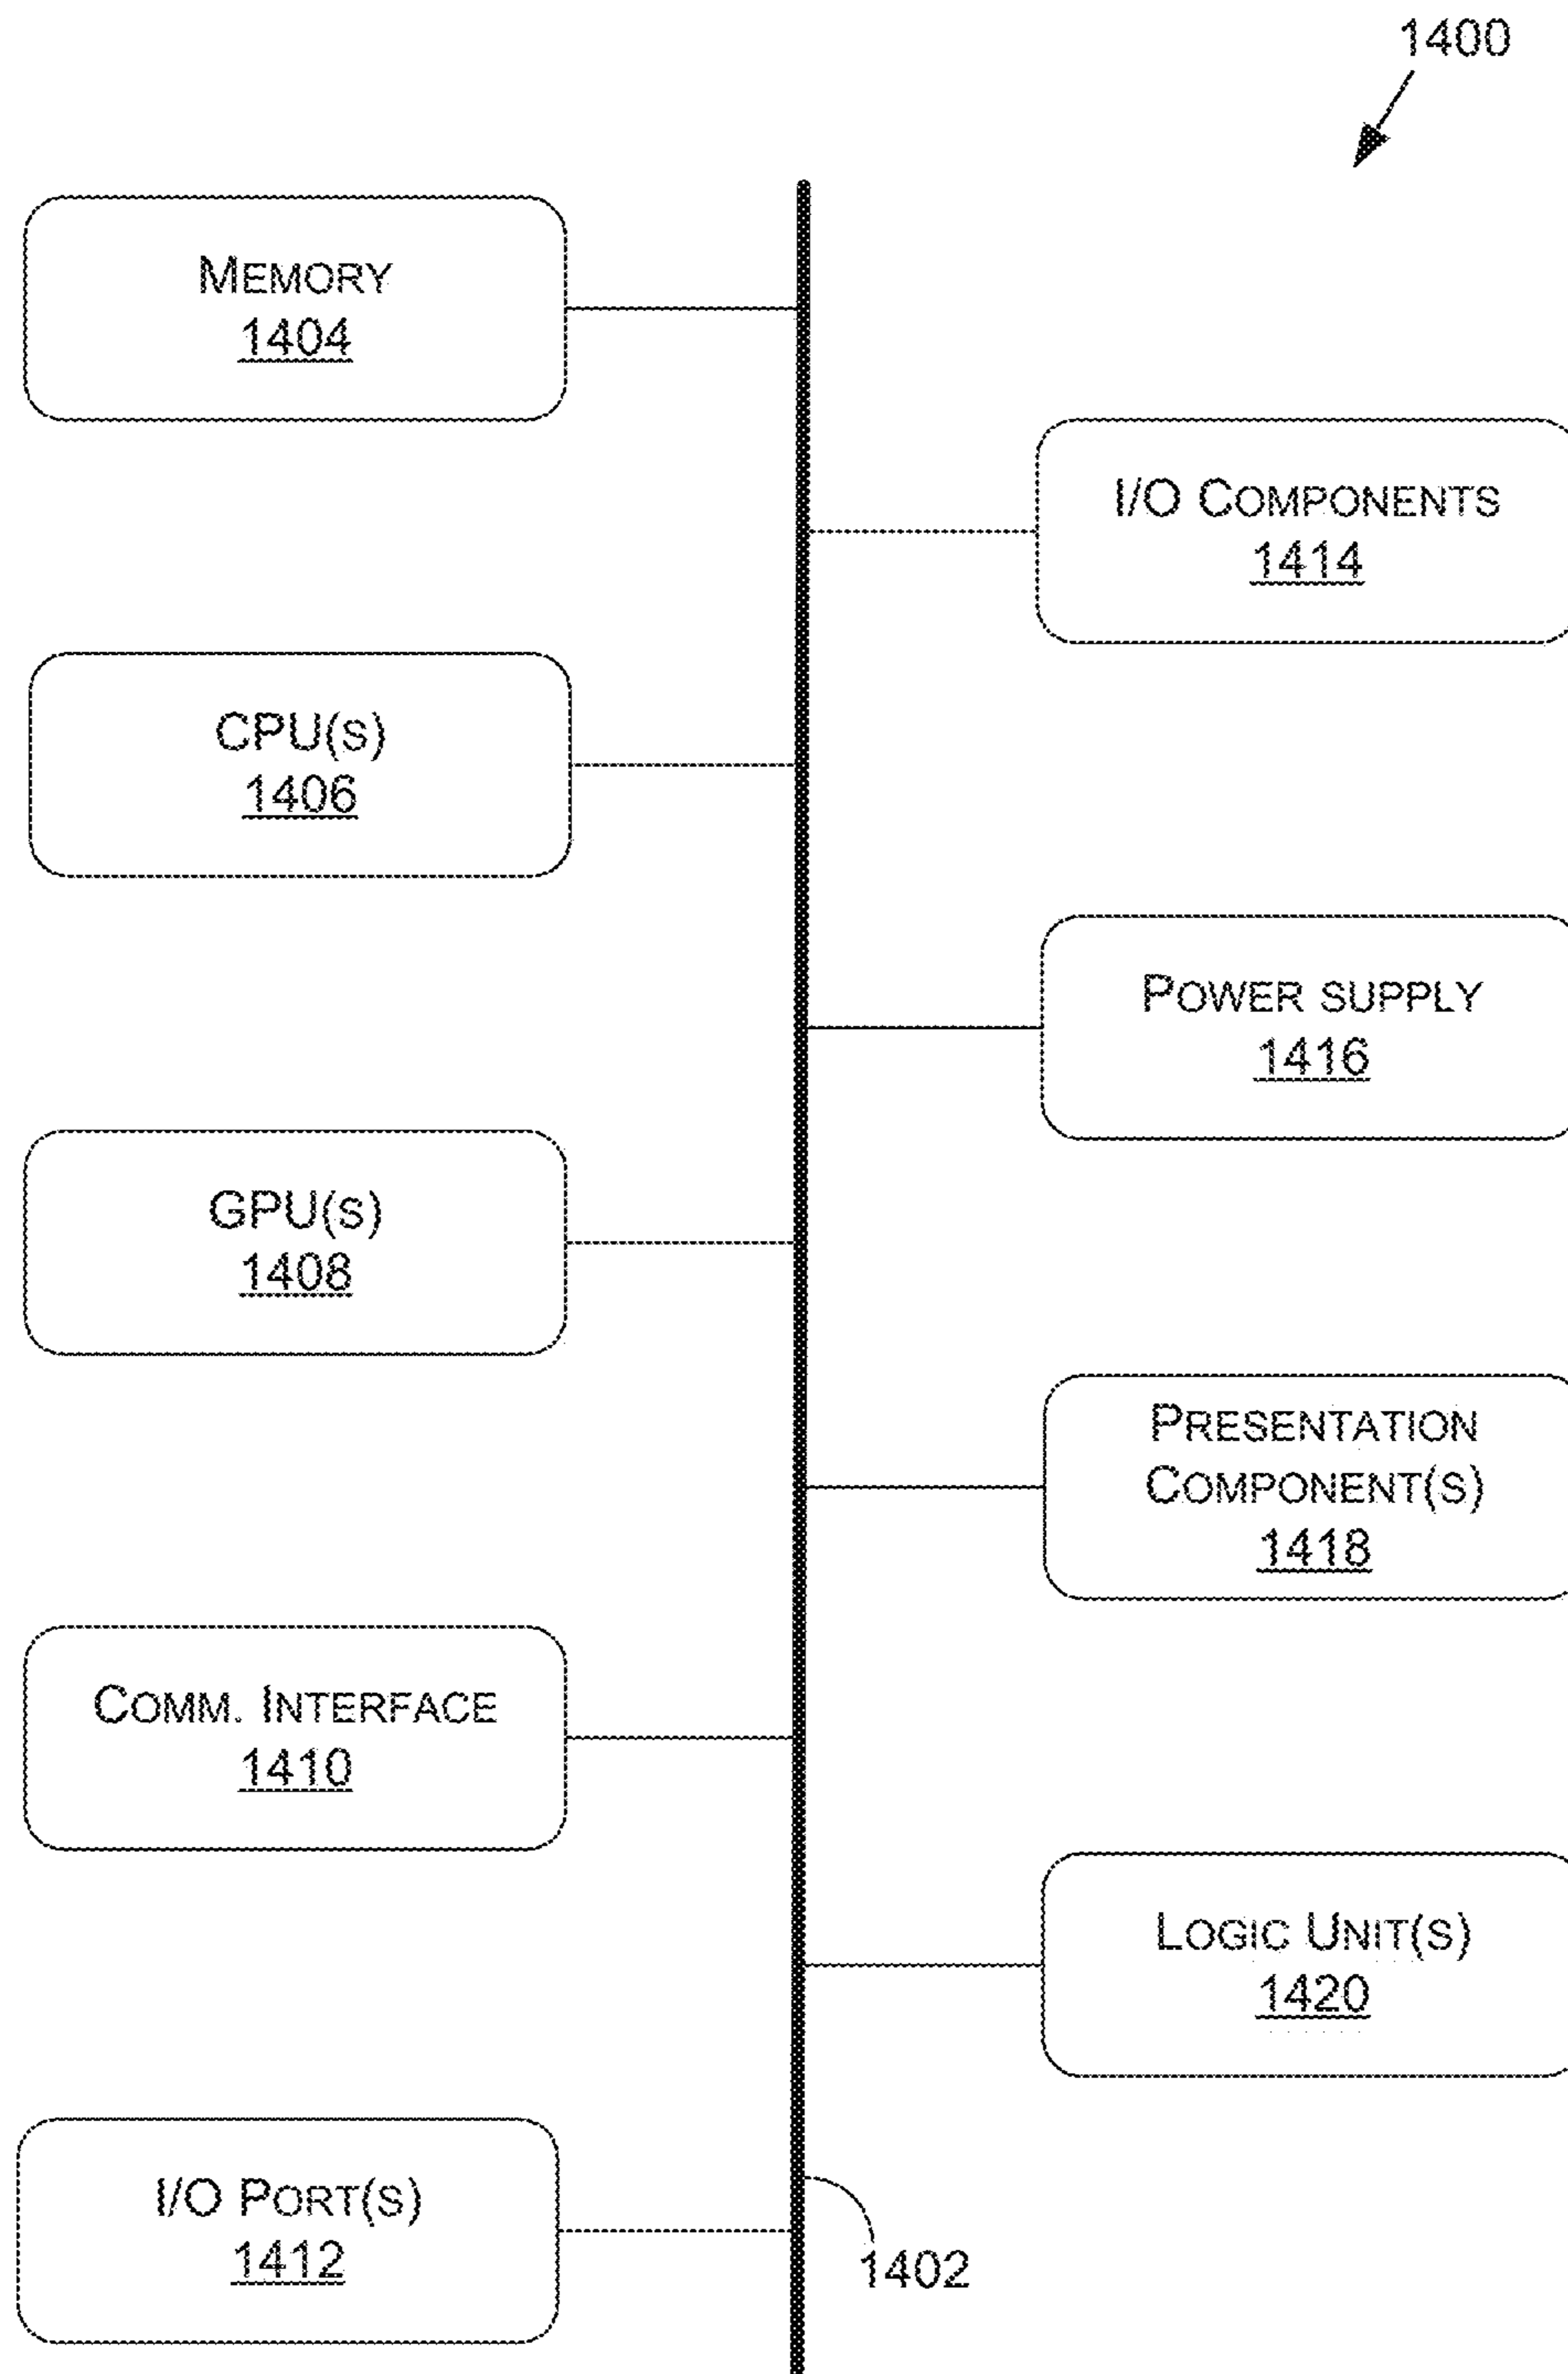 1400
MEMORY
1404
I/O COMPONENTS
1414
CPU(S)
1406
POWER SUPPLY
1416
GPU(S)
1408
PRESENTATION
COMPONENT(S)
1418
COMM. INTERFACE
1410
LOGIC UNIT(S)
1420
I/O PORT(S)
1412
1402